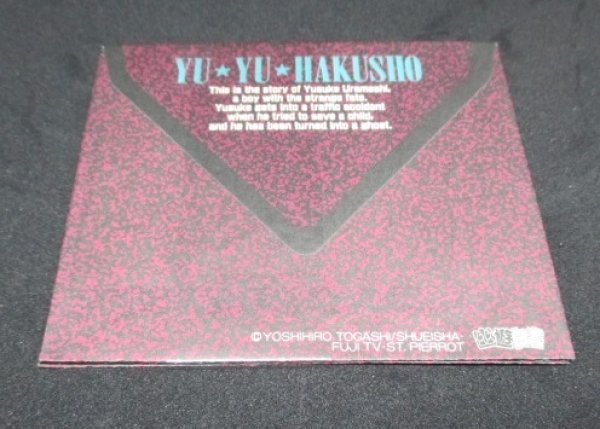 YU★YU★HAKUSHO
This is the story of Yusuke Urameshi,
a boy with the strange fate.
Yusuke gets into a traffic accident
when he tried to save a child,
and he has been turned into a ghost.
©YOSHIHIRO TOGASHI/SHUEISHA·
FUJI TV·ST. PIERROT